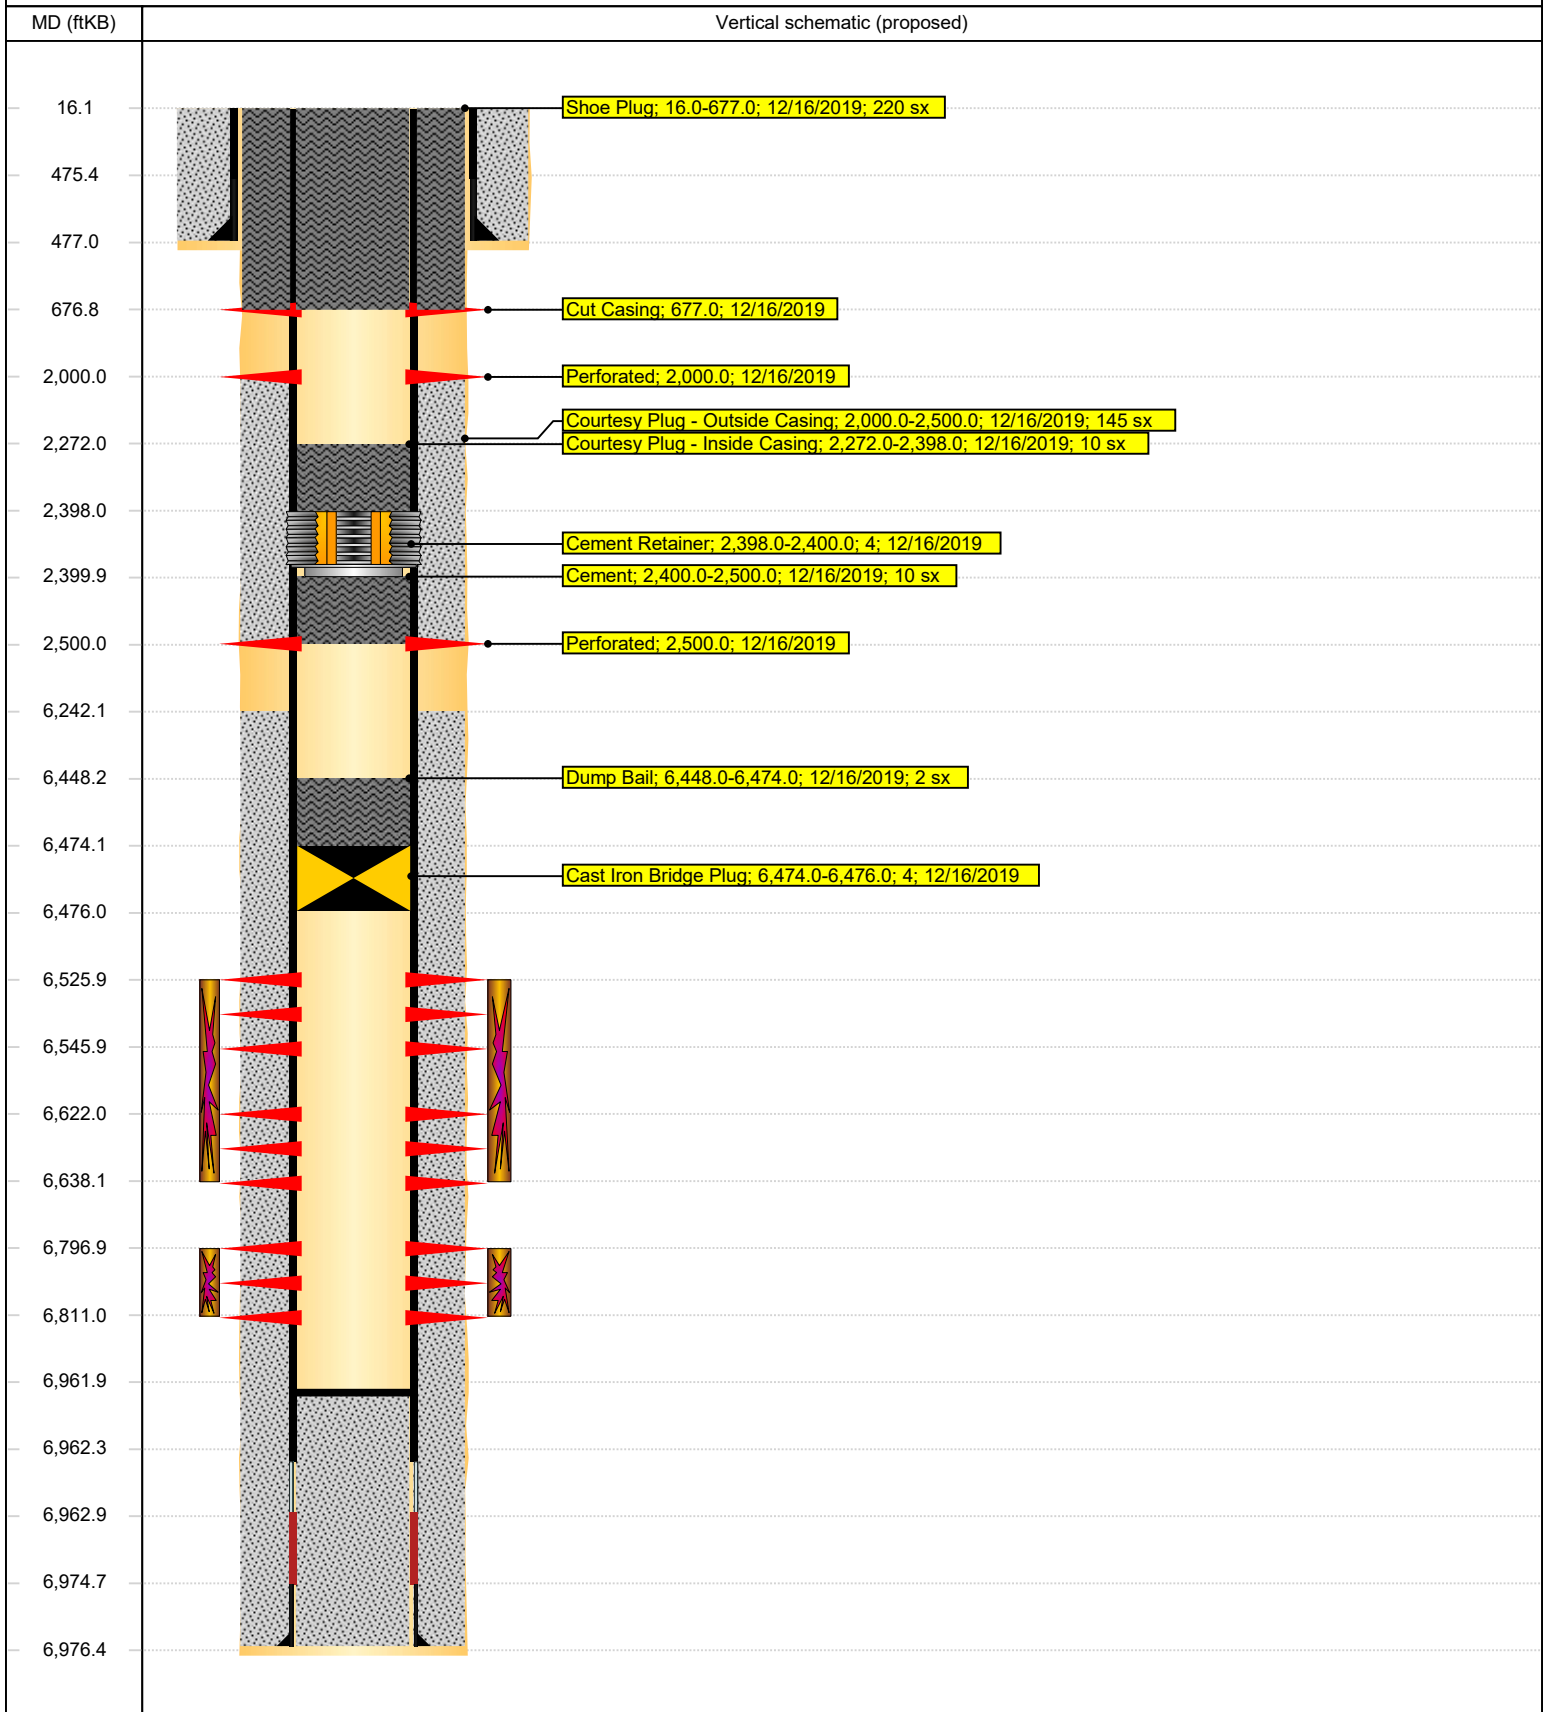 MD (ftKB)
Vertical schematic (proposed)
16.1
Shoe Plug; 16.0-677.0; 12/16/2019; 220 sx
475.4
477.0
676.8
Cut Casing; 677.0; 12/16/2019
2,000.0
Perforated; 2,000.0; 12/16/2019
Courtesy Plug - Outside Casing; 2,000.0-2,500.0; 12/16/2019; 145 sx
2,272.0
Courtesy Plug - Inside Casing; 2,272.0-2,398.0; 12/16/2019; 10 sx
2,398.0
Cement Retainer; 2,398.0-2,400.0; 4; 12/16/2019
2,399.9
Cement; 2,400.0-2,500.0; 12/16/2019; 10 sx
2,500.0
Perforated; 2,500.0; 12/16/2019
6,242.1
6,448.2
Dump Bail; 6,448.0-6,474.0; 12/16/2019; 2 sx
6,474.1
Cast Iron Bridge Plug; 6,474.0-6,476.0; 4; 12/16/2019
6,476.0
6,525.9
6,545.9
6,622.0
6,638.1
6,796.9
6,811.0
6,961.9
6,962.3
6,962.9
6,974.7
6,976.4